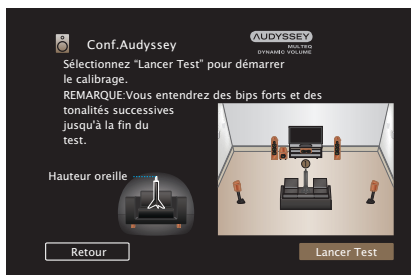 Conf.Audyssey
AUDYSSEY
MULTEQ
DYNAMIC VOLUME
Sélectionnez “Lancer Test” pour démarrer
le calibrage.
REMARQUE:Vous entendrez des bips forts et des
tonalités successives
jusqu'à la fin du
test.
Hauteur oreille
Retour
Lancer Test